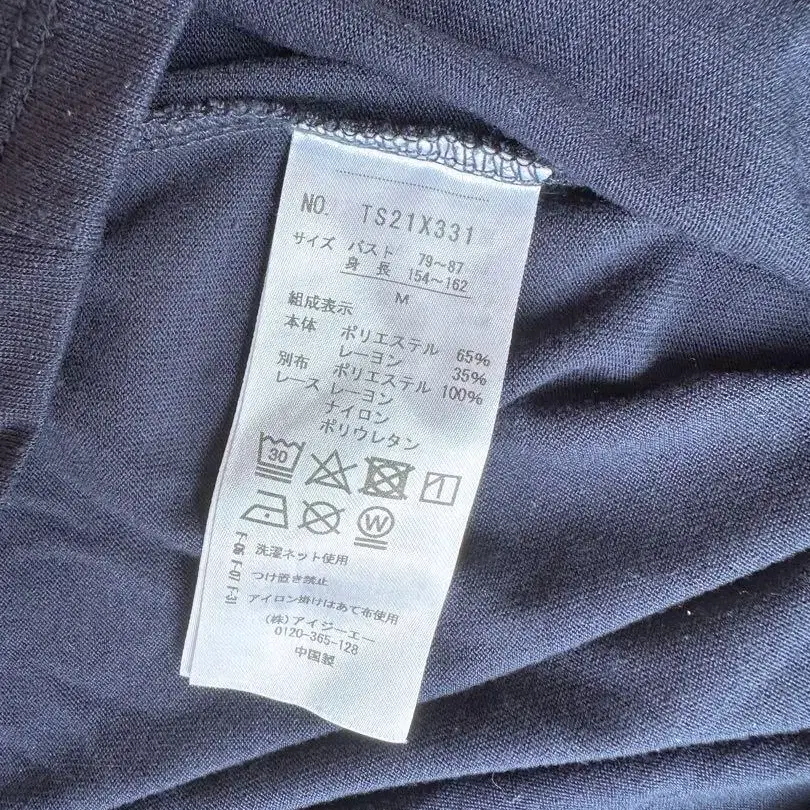 NO. TS21X331
サイズ バスト 79~87
身長 154~162
M
組成表示
本体 ポリエステル 65%
レーヨン 35%
別布 ポリエステル 100%
レース レーヨン
ナイロン
ポリウレタン
30 1
W
洗濯ネット使用
つけ置き禁止
アイロン掛けはあて布使用
F-05 F-07 F-31
(株)アイジーエー
0120-365-128
中国製